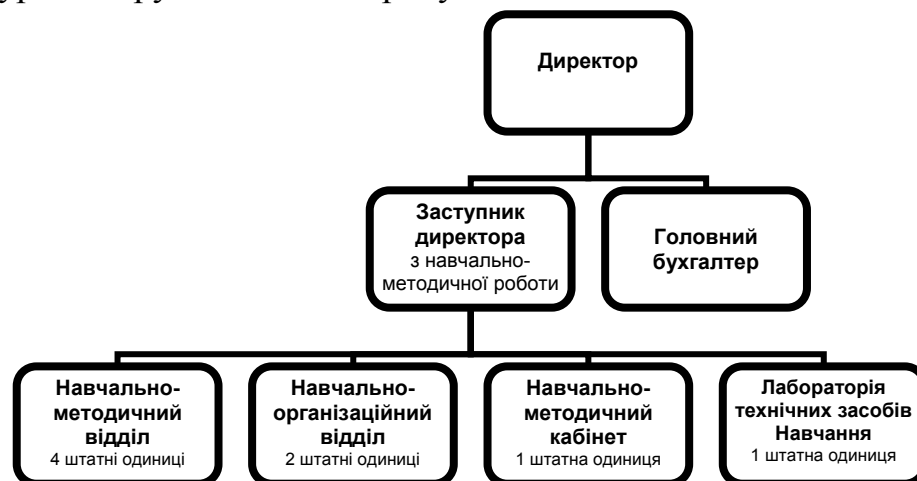 Директор
Заступник
директора
з навчально-
методичної роботи
Головний
бухгалтер
Навчально-
методичний
відділ
4 штатні одиниці
Навчально-
організаційний
відділ
2 штатні одиниці
Навчально-
методичний
кабінет
1 штатна одиниця
Лабораторія
технічних засобів
Навчання
1 штатна одиниця